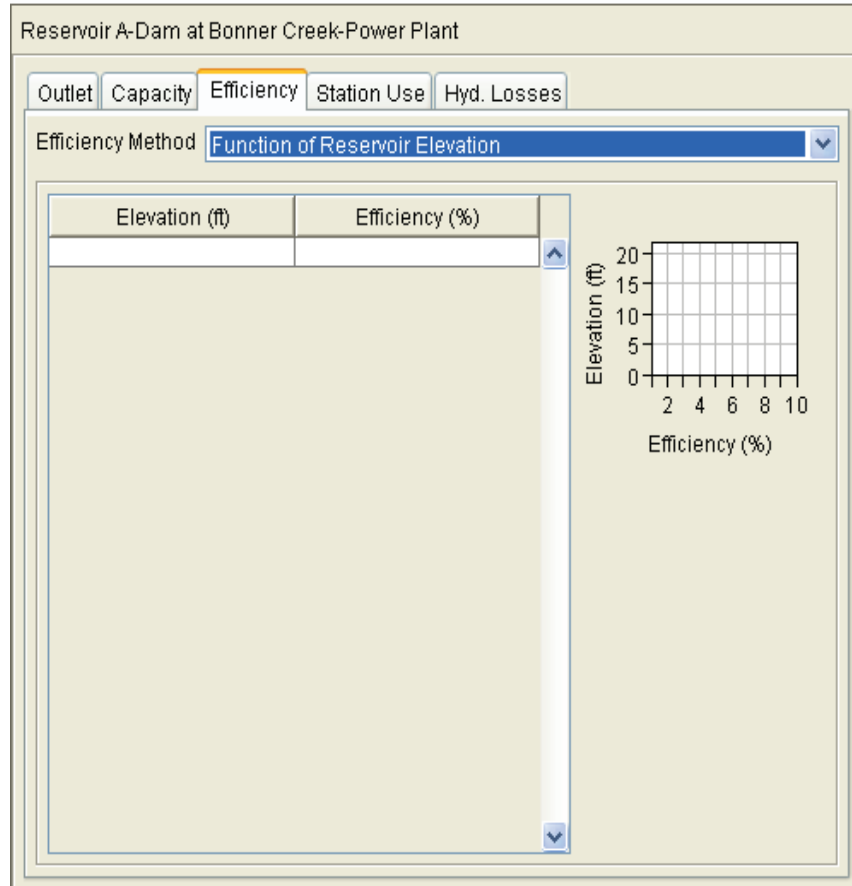 Reservoir A-Dam at Bonner Creek-Power Plant
Outlet Capacity Efficiency Station Use Hyd. Losses
Efficiency Method Function of Reservoir Elevation
Elevation (ft) Efficiency (%)
Elevation (ft)
20
15
10
5
0
2 4 6 8 10
Efficiency (%)